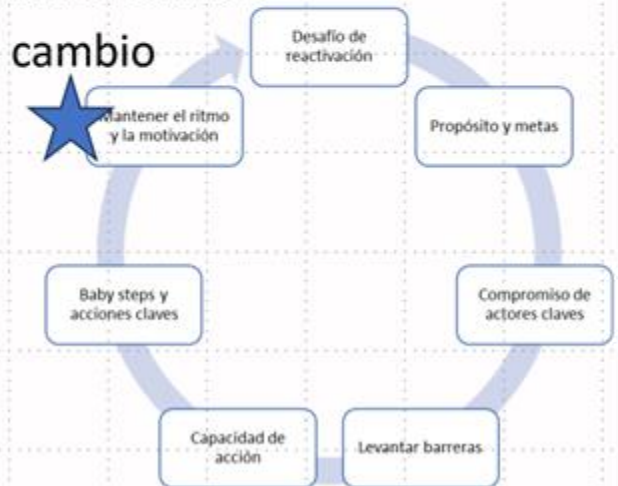 cambio
Desafío de
reactivación
Propósito y metas
Compromiso de
actores claves
Levantar barreras
Capacidad de
acción
Baby steps y
acciones claves
Mantener el ritmo
y la motivación